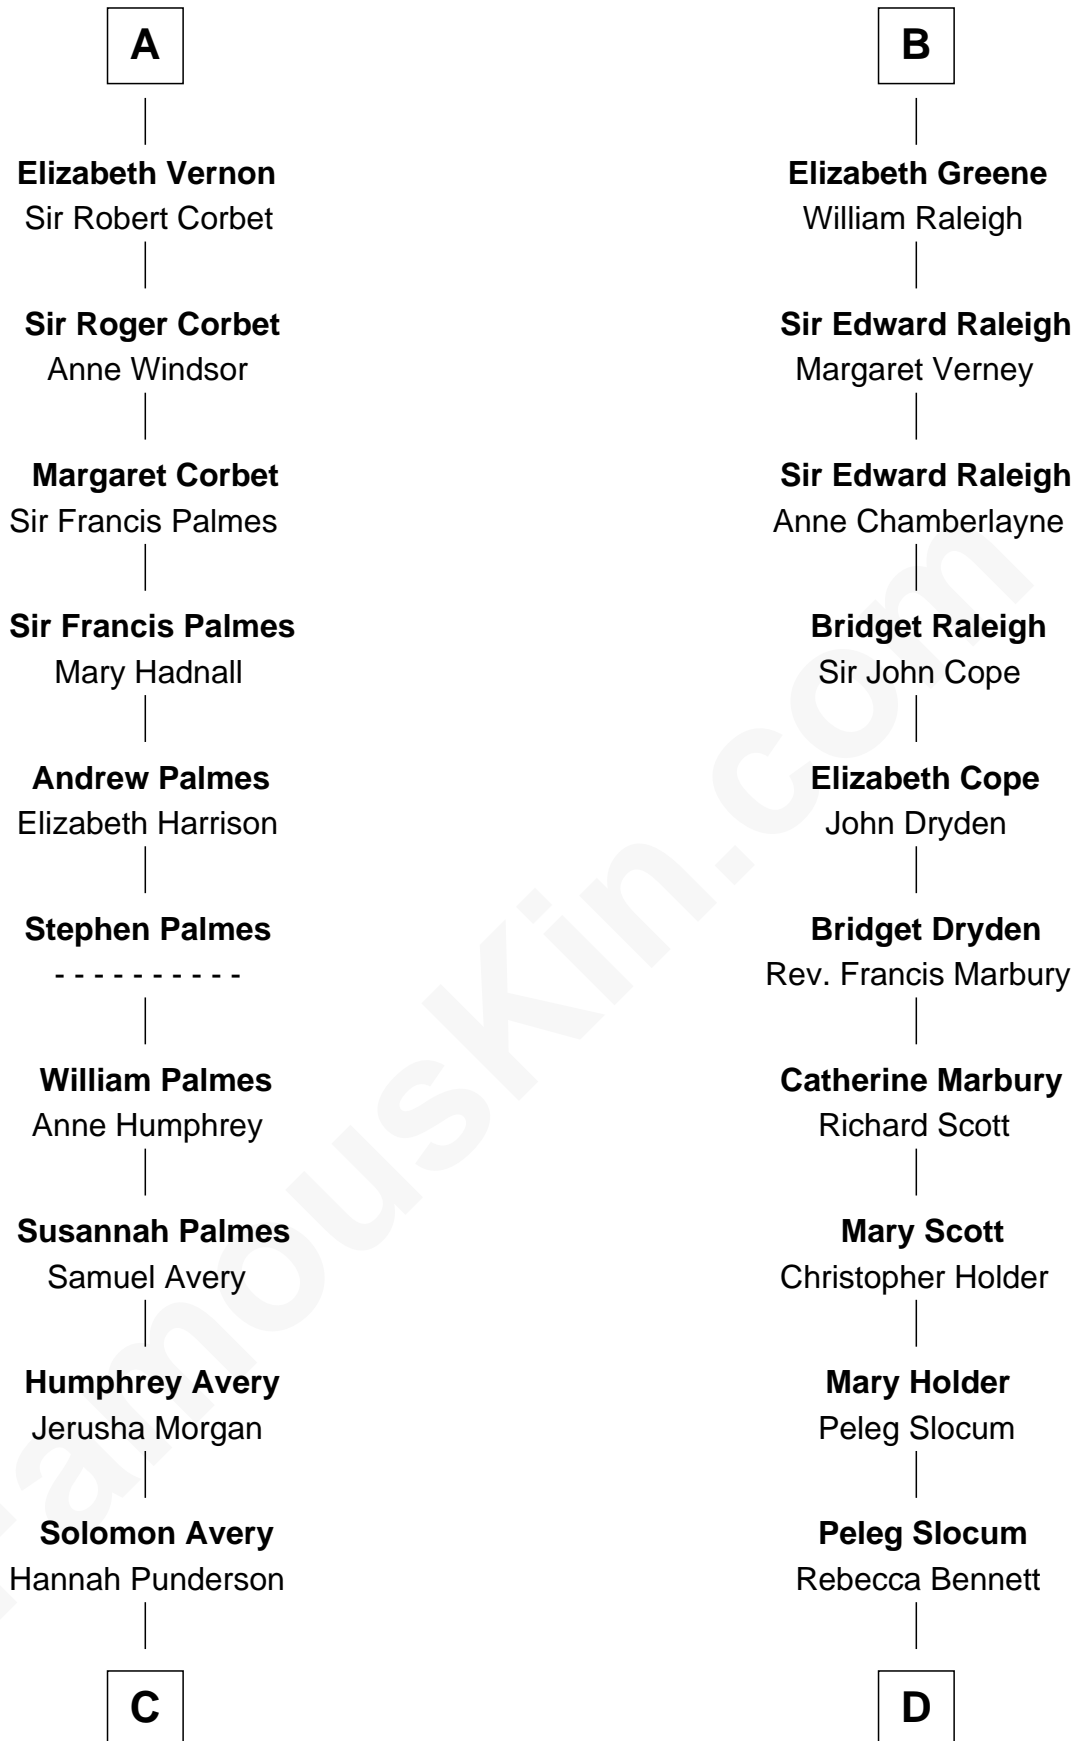 A
Elizabeth Vernon
Sir Robert Corbet
Sir Roger Corbet
Anne Windsor
Margaret Corbet
Sir Francis Palmes
Sir Francis Palmes
Mary Hadnall
Andrew Palmes
Elizabeth Harrison
Stephen Palmes
- - - - - - - - - -
William Palmes
Anne Humphrey
Susannah Palmes
Samuel Avery
Humphrey Avery
Jerusha Morgan
Solomon Avery
Hannah Punderson
C
B
Elizabeth Greene
William Raleigh
Sir Edward Raleigh
Margaret Verney
Sir Edward Raleigh
Anne Chamberlayne
Bridget Raleigh
Sir John Cope
Elizabeth Cope
John Dryden
Bridget Dryden
Rev. Francis Marbury
Catherine Marbury
Richard Scott
Mary Scott
Christopher Holder
Mary Holder
Peleg Slocum
Peleg Slocum
Rebecca Bennett
D
FamousKin.com